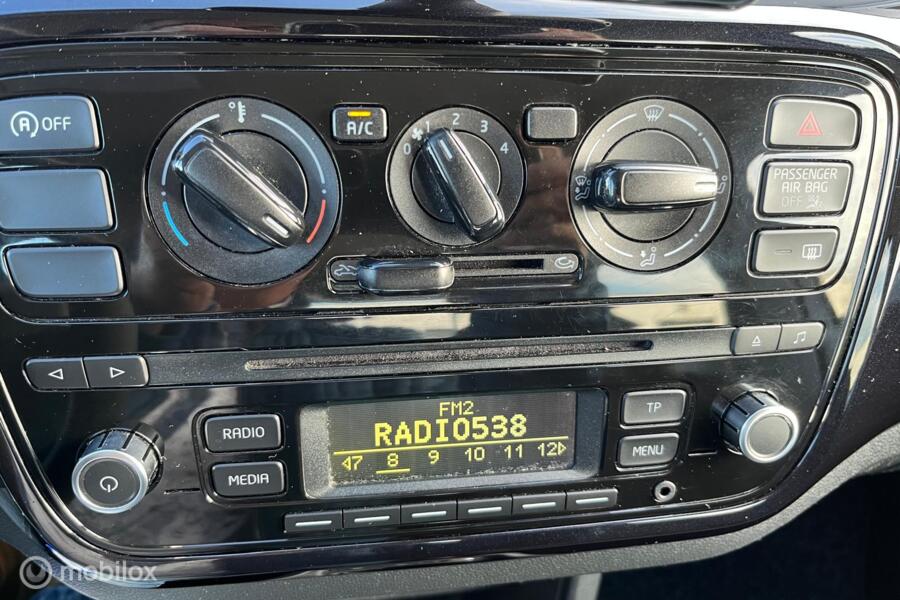 A OFF
A/C
0 1 2 3 4
PASSENGER
AIR BAG
OFF
TP
RADIO
MEDIA
MENU
FM2
RADIO538
7 8 9 10 11 12
mobilox